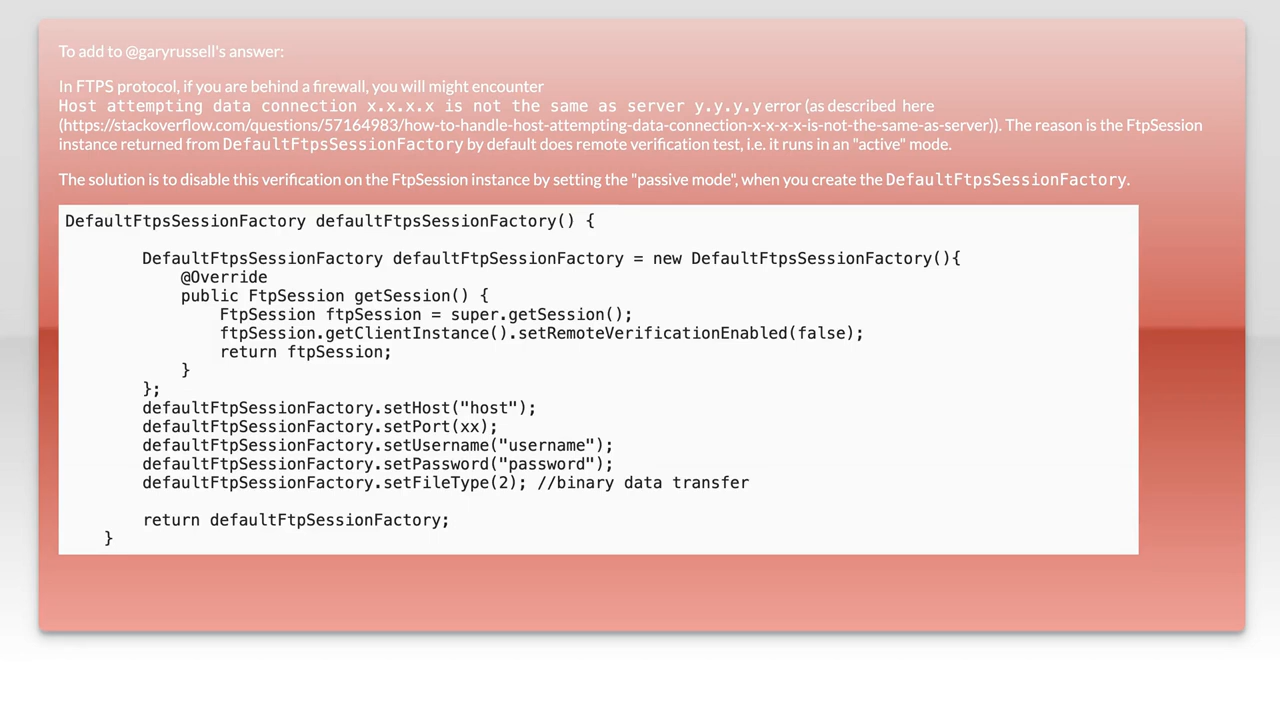 To add to @garyrussell's answer:
In FTPS protocol, if you are behind a firewall, you will might encounter
Host attempting data connection x.x.x.x is not the same as server y.y.y.y error (as described here
(https://stackoverflow.com/questions/57164983/how-to-handle-host-attempting-data-connection-x-x-x-x-is-not-the-same-as-server)). The reason is the FtpSession
instance returned from DefaultFtpsSessionFactory by default does remote verification test, i.e. it runs in an "active" mode.
The solution is to disable this verification on the FtpSession instance by setting the "passive mode", when you create the DefaultFtpsSessionFactory.
DefaultFtpsSessionFactory defaultFtpsSessionFactory() {
DefaultFtpsSessionFactory defaultFtpSessionFactory = new DefaultFtpsSessionFactory(){
@Override
public FtpSession getSession() {
FtpSession ftpSession = super.getSession();
ftpSession.getClientInstance().setRemoteVerificationEnabled(false);
return ftpSession;
}
};
defaultFtpSessionFactory.setHost("host");
defaultFtpSessionFactory.setPort(xx);
defaultFtpSessionFactory.setUsername("username");
defaultFtpSessionFactory.setPassword("password");
defaultFtpSessionFactory.setFileType(2); //binary data transfer
return defaultFtpSessionFactory;
}